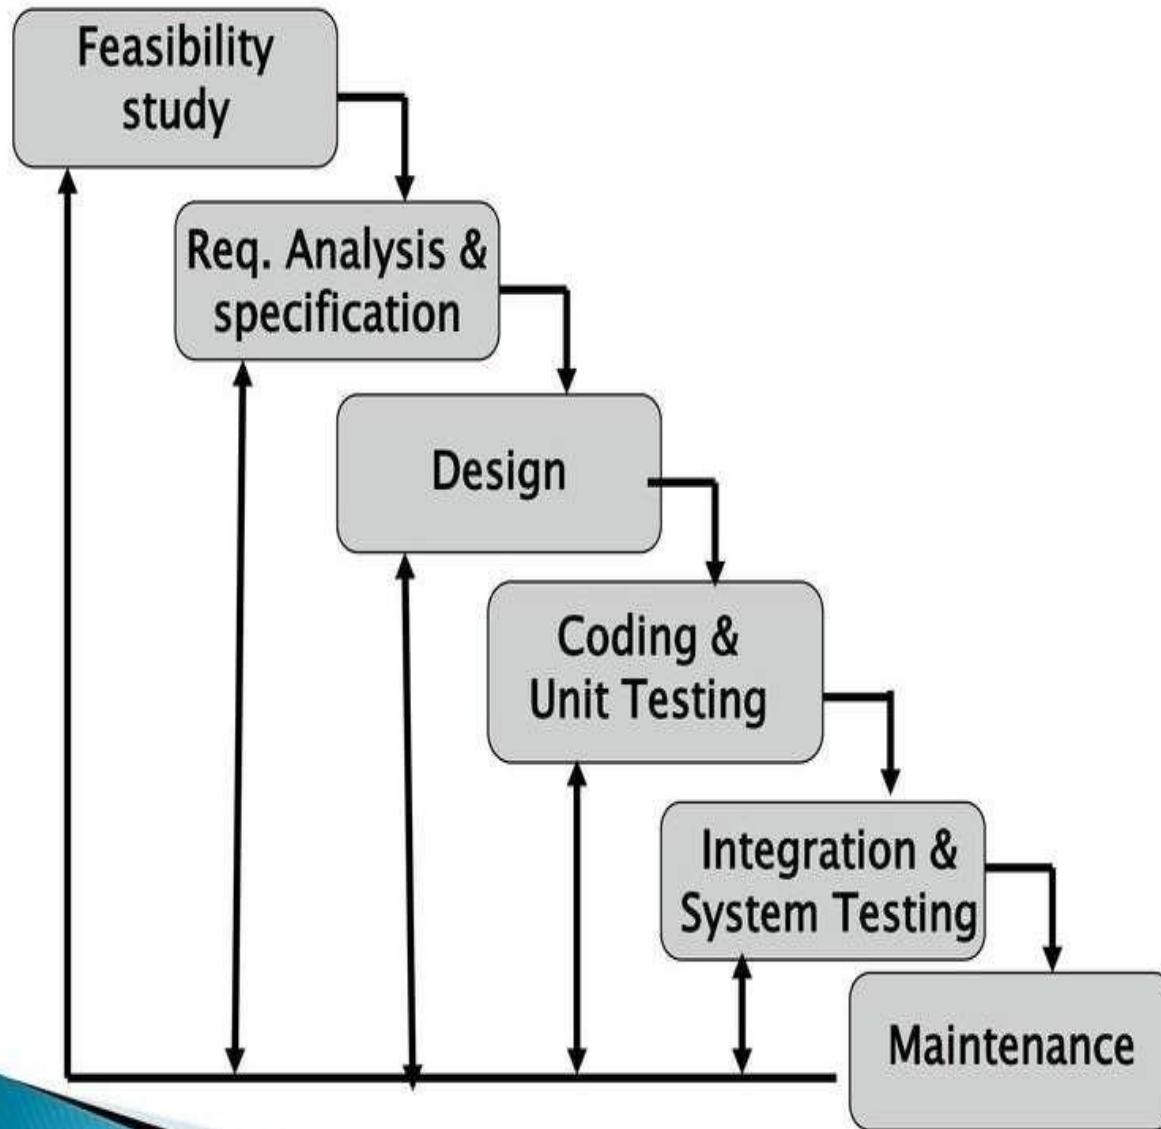 Feasibility
study
Req. Analysis &
specification
Design
Coding &
Unit Testing
Integration &
System Testing
Maintenance